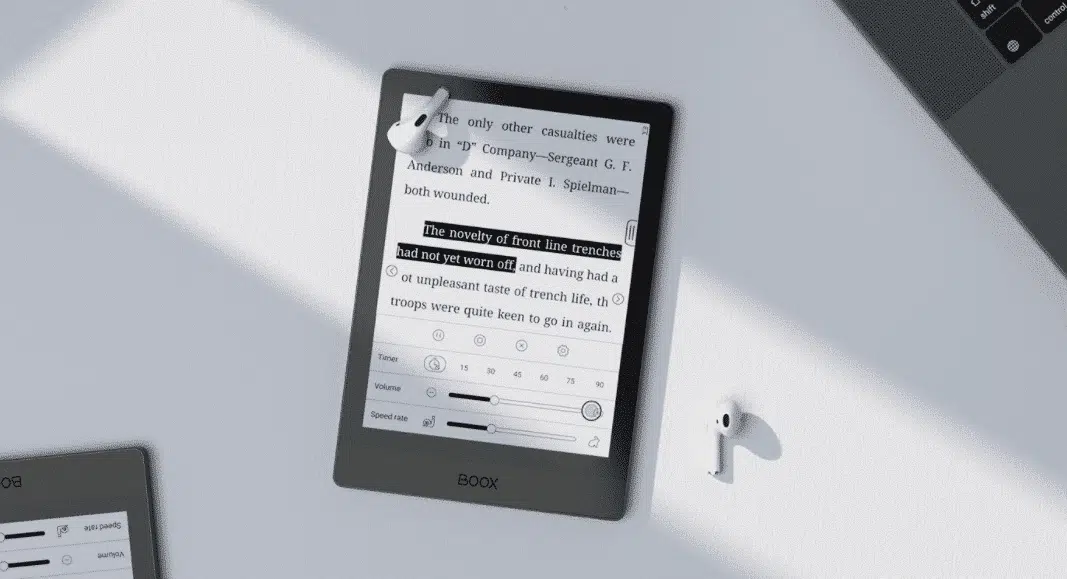 The only other casualties were
in “D” Company—Sergeant G. F.
Anderson and Private I. Spielman—
both wounded.
The novelty of front line trenches
had not yet worn off, and having had a
ot unpleasant taste of trench life, th
troops were quite keen to go in again.
Timer 15 30 45 60 75 90
Volume
Speed rate
BOOX
shift
control
BOOX
Speed rate
Volume